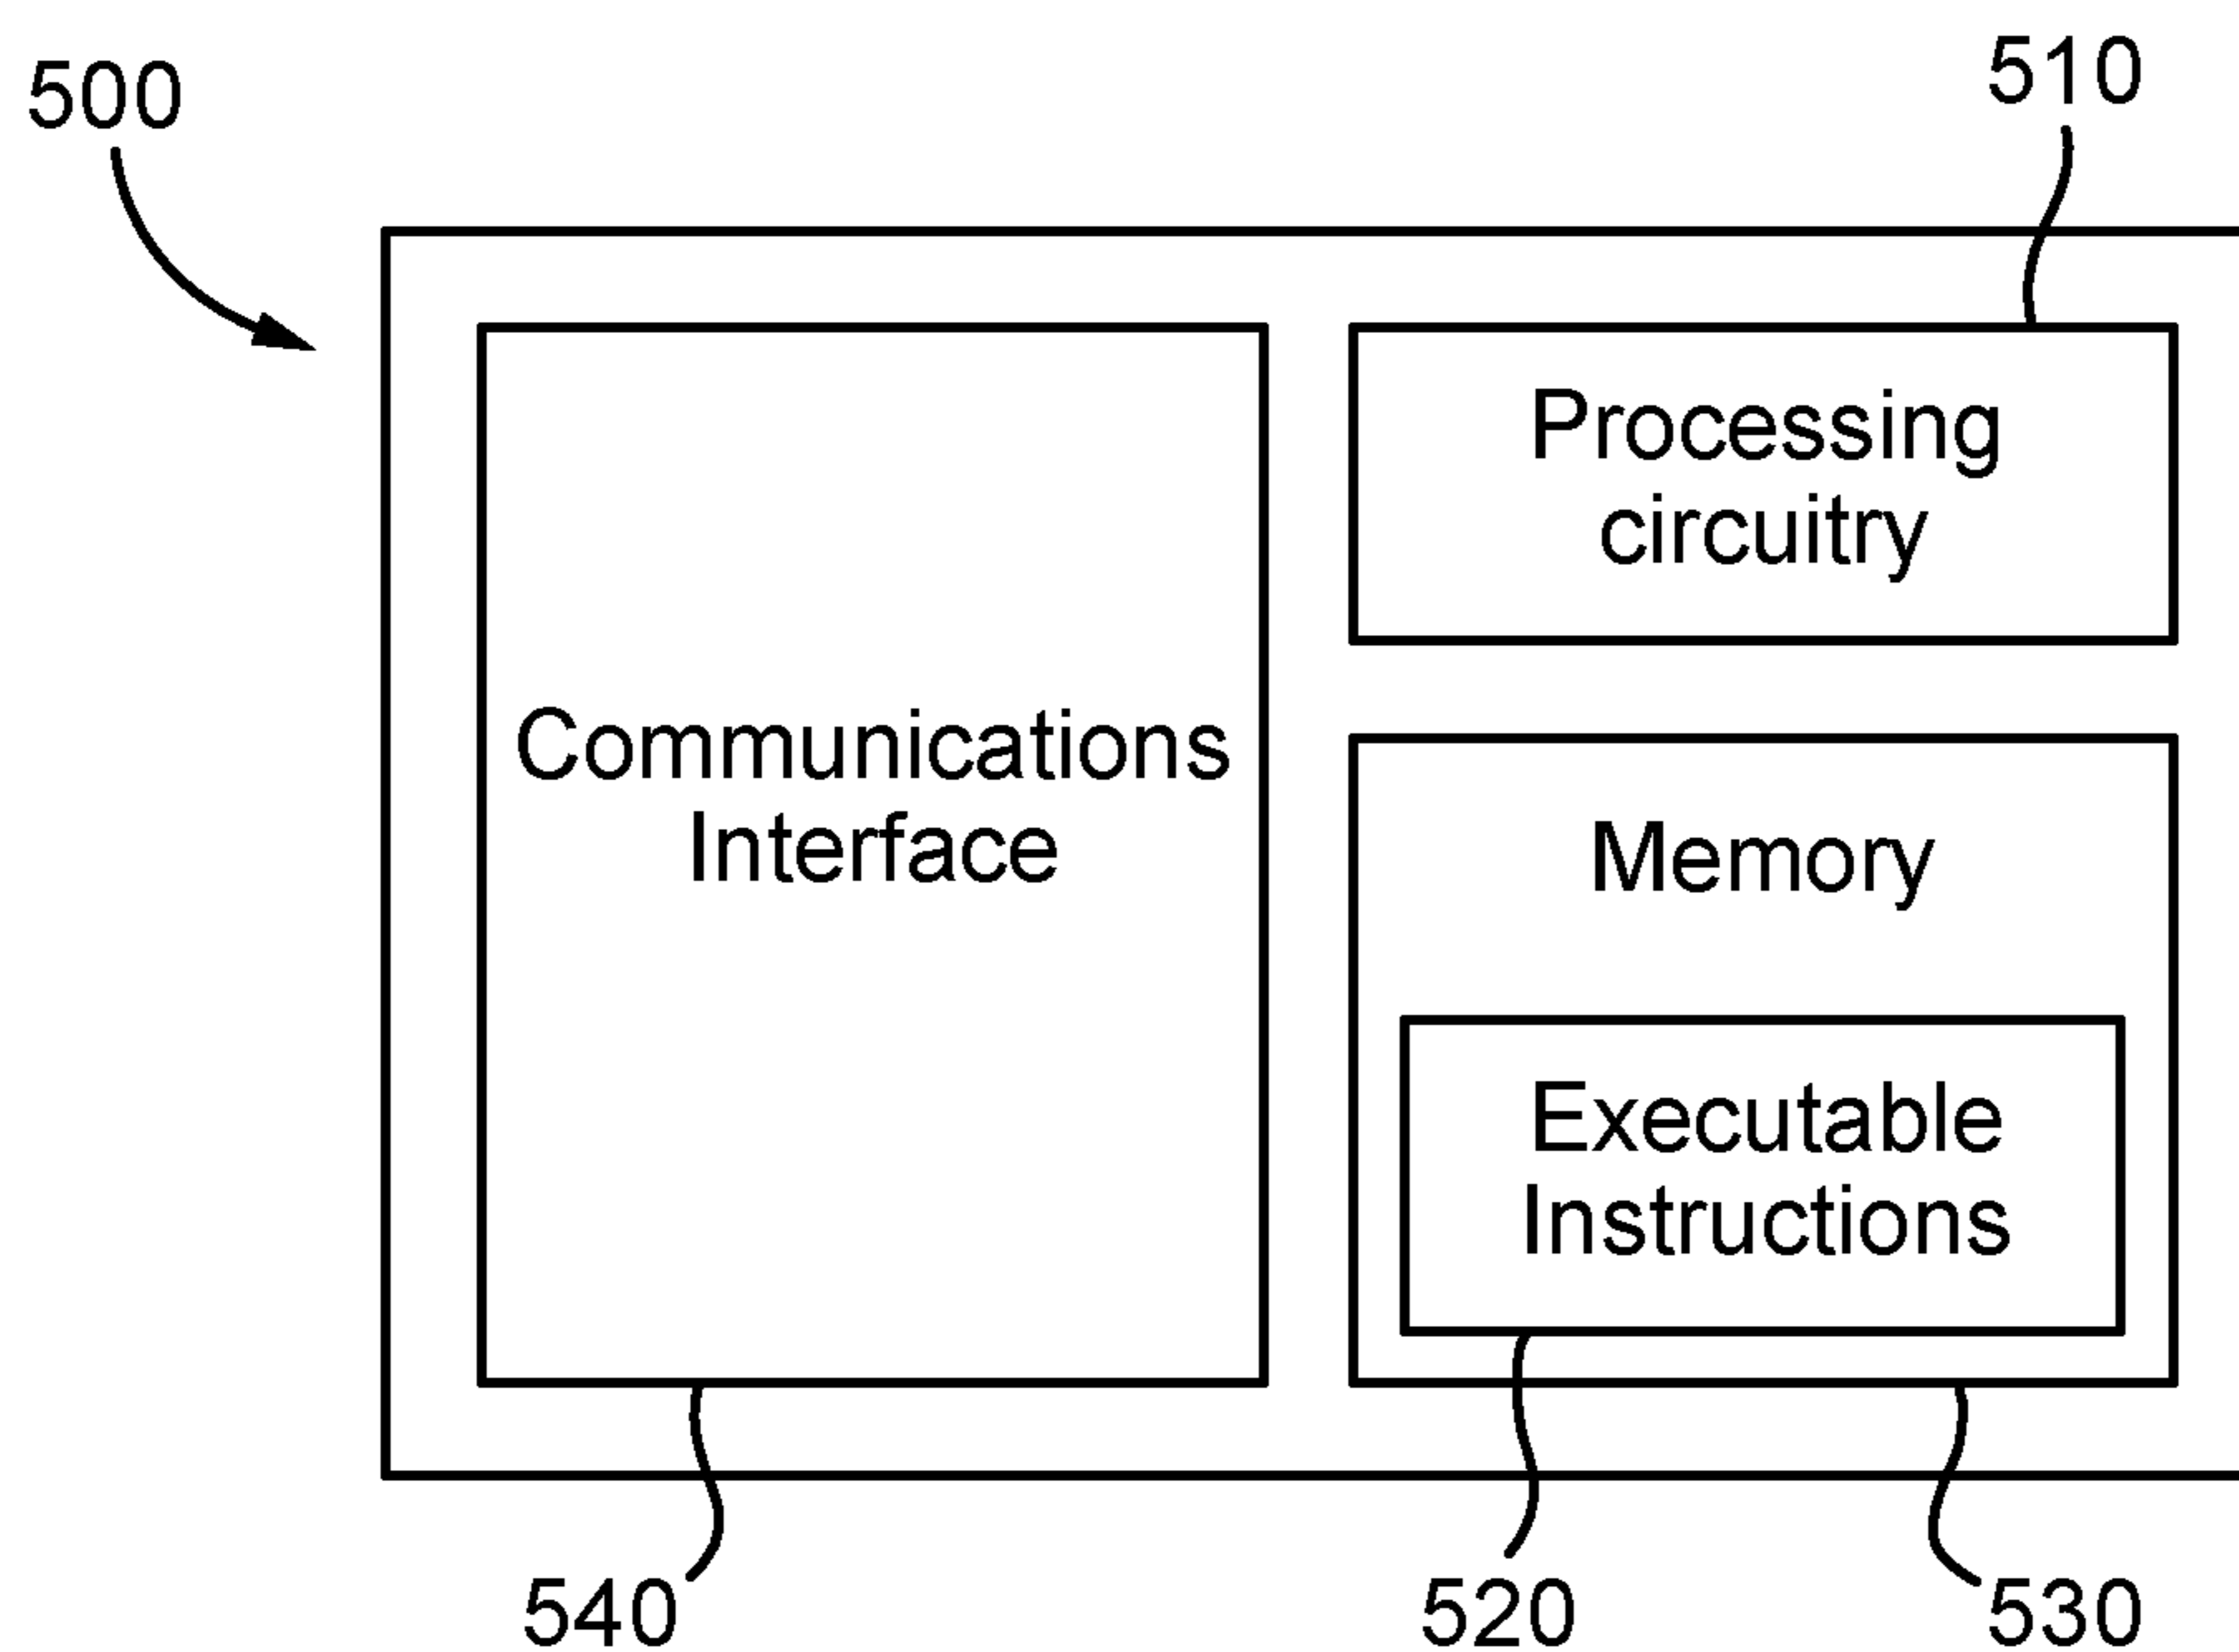 500
510
Processing
circuitry
Communications
Interface
Memory
Executable
Instructions
540
520
530